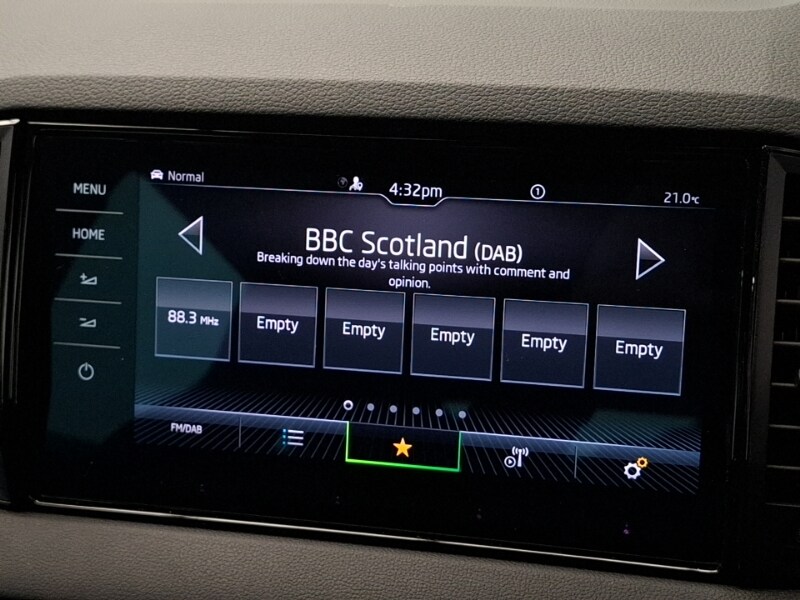 Normal
4:32pm
1
21.0°C
MENU
HOME
BBC Scotland (DAB)
Breaking down the day's talking points with comment and
opinion.
88.3 MHz
Empty
Empty
Empty
Empty
Empty
FM/DAB